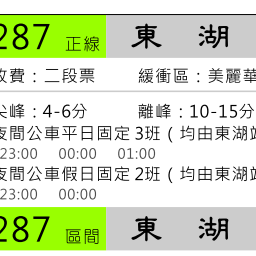 287 正線 東 湖
收費：二段票 緩衝區：美麗華
尖峰：4-6分 離峰：10-15分
夜間公車平日固定3班（均由東湖
23:00 00:00 01:00
夜間公車假日固定2班（均由東湖
23:00 00:00
287 區間 東 湖